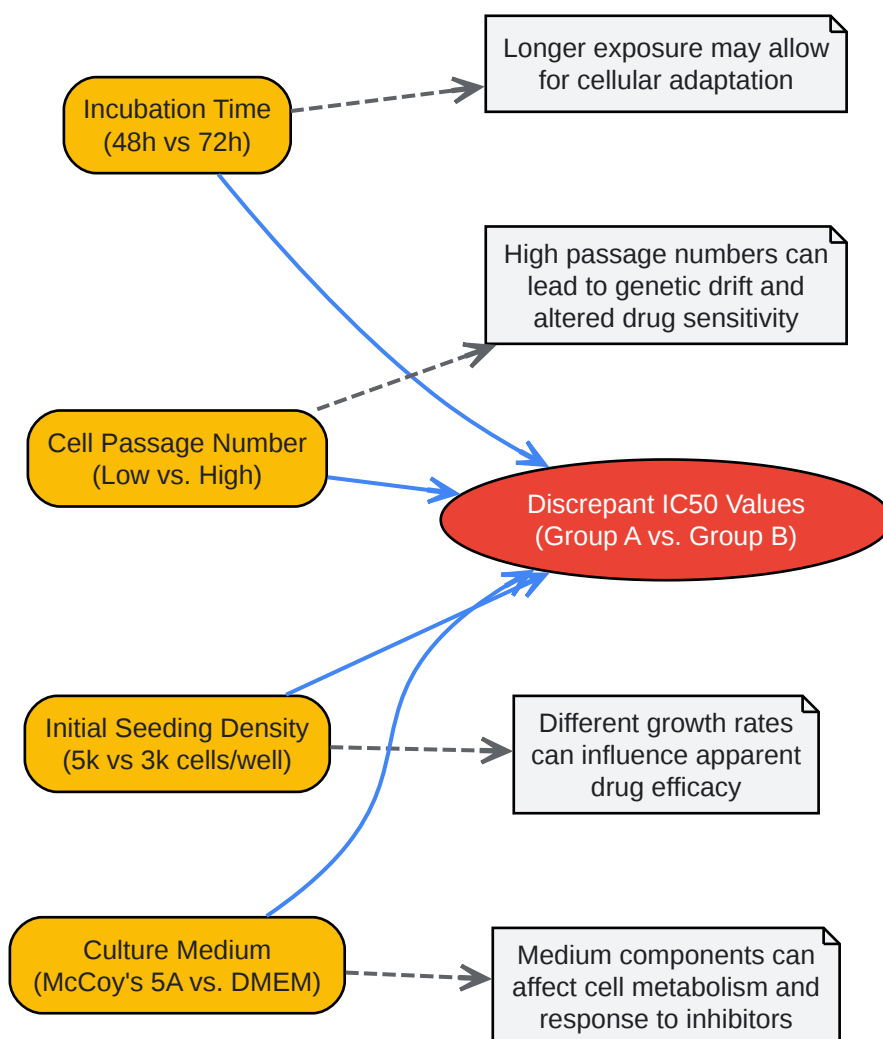 Longer exposure may allow
for cellular adaptation
Incubation Time
(48h vs 72h)
High passage numbers can
lead to genetic drift and
altered drug sensitivity
Cell Passage Number
(Low vs. High)
Discrepant IC50 Values
(Group A vs. Group B)
Initial Seeding Density
(5k vs 3k cells/well)
Different growth rates
can influence apparent
drug efficacy
Culture Medium
(McCoy's 5A vs. DMEM)
Medium components can
affect cell metabolism and
response to inhibitors